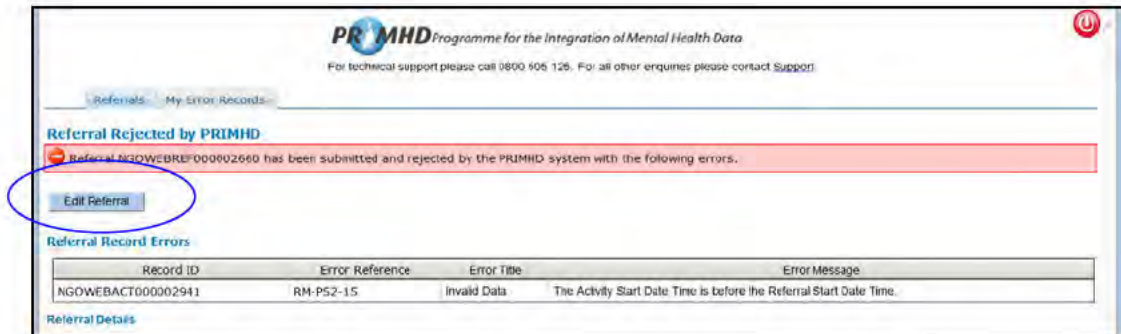 PRIMHD Programme for the Integration of Mental Health Data
For technical support please call 0800 505 125. For all other enquiries please contact Support
Referrals My Error Records
Referral Rejected by PRIMHD
Referral NGOWEBREF000002660 has been submitted and rejected by the PRIMHD system with the folowing errors.
Edit Referral
Referral Record Errors
Record ID Error Reference Error Title Error Message
NGOWEBACT000002941 RM-PS2-15 Invalid Data The Activity Start Date Time is before the Referral Start Date Time.
Referral Details